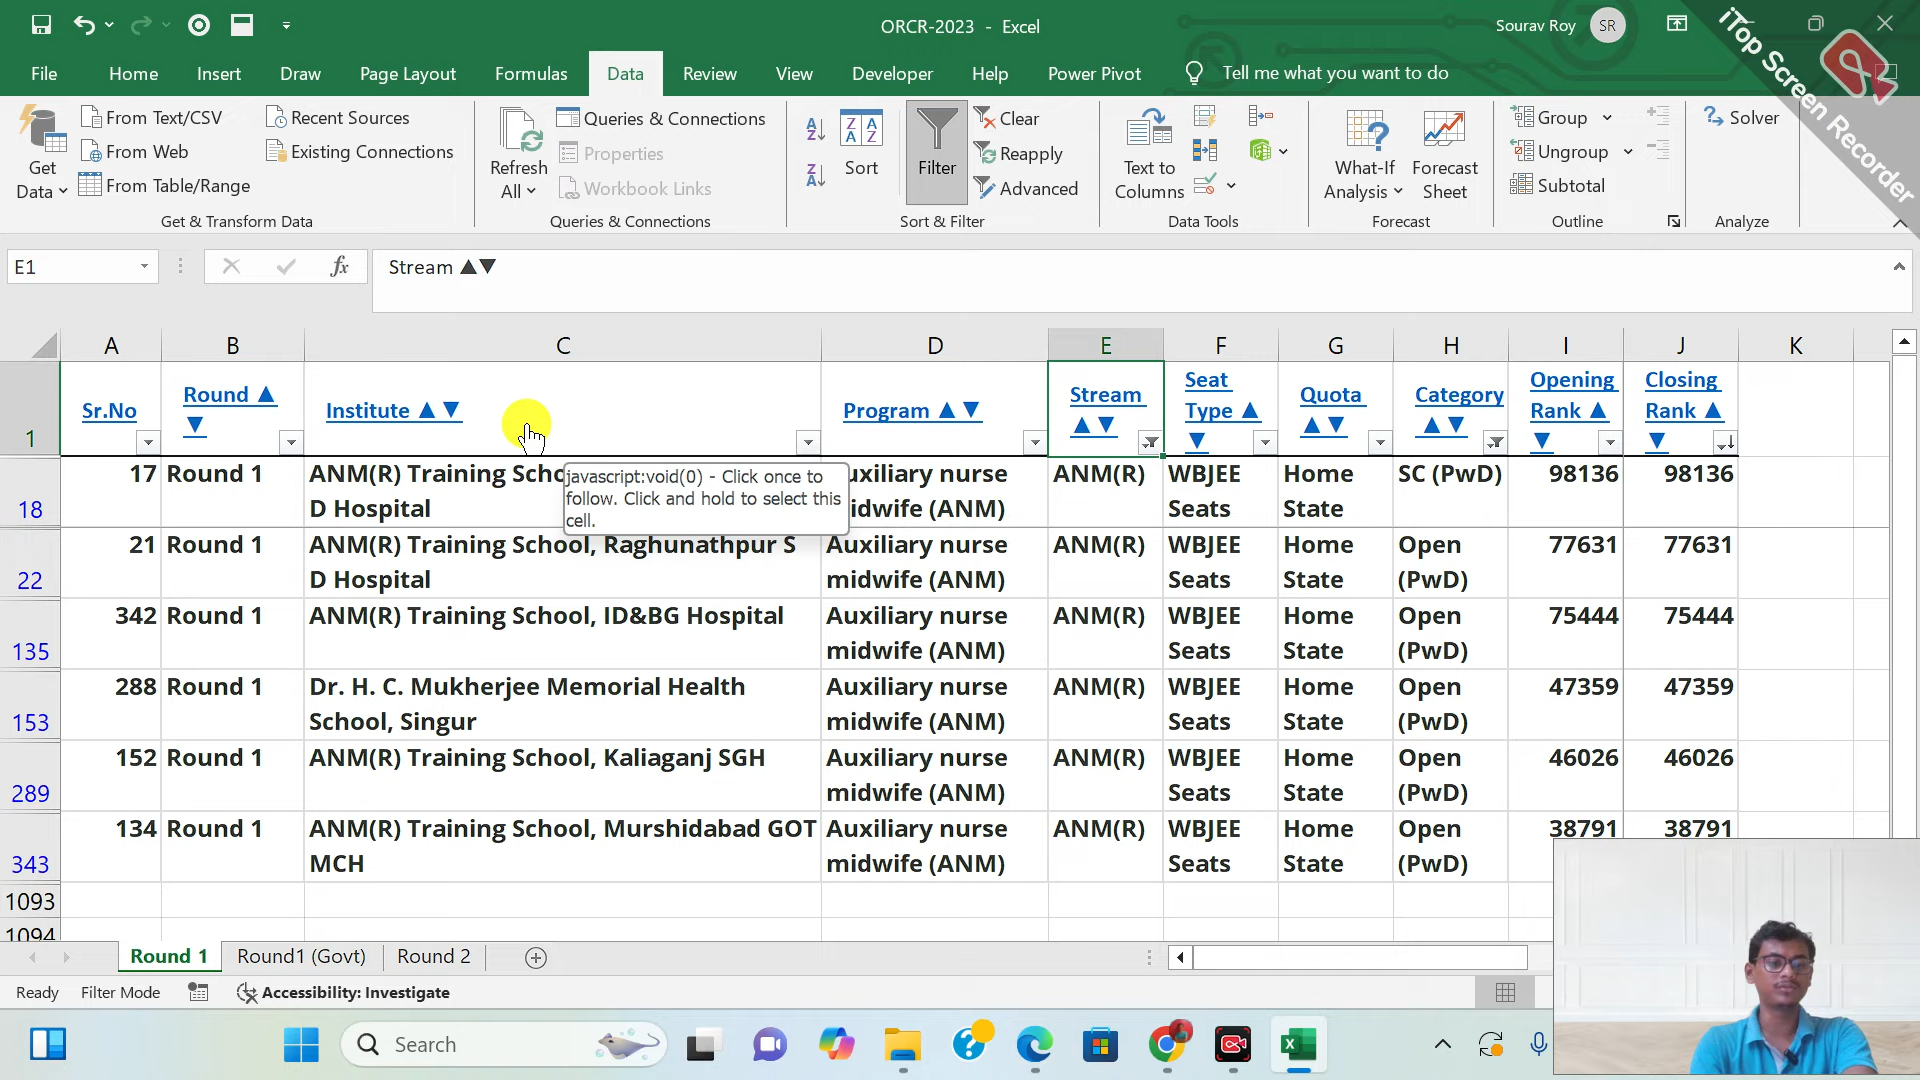 ORCR-2023 - Excel
Sourav Roy SR
iTop Screen Recorder
File Home Insert Draw Page Layout Formulas Data Review View Developer Help Power Pivot Tell me what you want to do
Get Data
From Text/CSV
From Web
From Table/Range
Recent Sources
Existing Connections
Get & Transform Data
Refresh All
Queries & Connections
Properties
Workbook Links
Queries & Connections
Sort
Filter
Clear
Reapply
Advanced
Sort & Filter
Text to Columns
Data Tools
What-If Analysis
Forecast Sheet
Forecast
Group
Ungroup
Subtotal
Outline
Solver
Analyze
E1 fx Stream ▲▼
A B C D E F G H I J K
1 Sr.No Round ▲▼ Institute ▲▼ Program ▲▼ Stream ▲▼ Seat Type ▲▼ Quota ▲▼ Category ▲▼ Opening Rank ▲▼ Closing Rank ▲▼
javascript:void(0) - Click once to
follow. Click and hold to select this
cell.
18 17 Round 1 ANM(R) Training Scho D Hospital uxiliary nurse idwife (ANM) ANM(R) WBJEE Seats Home State SC (PwD) 98136 98136
22 21 Round 1 ANM(R) Training School, Raghunathpur S D Hospital Auxiliary nurse midwife (ANM) ANM(R) WBJEE Seats Home State Open (PwD) 77631 77631
135 342 Round 1 ANM(R) Training School, ID&BG Hospital Auxiliary nurse midwife (ANM) ANM(R) WBJEE Seats Home State Open (PwD) 75444 75444
153 288 Round 1 Dr. H. C. Mukherjee Memorial Health School, Singur Auxiliary nurse midwife (ANM) ANM(R) WBJEE Seats Home State Open (PwD) 47359 47359
289 152 Round 1 ANM(R) Training School, Kaliaganj SGH Auxiliary nurse midwife (ANM) ANM(R) WBJEE Seats Home State Open (PwD) 46026 46026
343 134 Round 1 ANM(R) Training School, Murshidabad GOT MCH Auxiliary nurse midwife (ANM) ANM(R) WBJEE Seats Home State Open (PwD) 38791 38791
1093
1094
Round 1 Round1 (Govt) Round 2
Ready Filter Mode Accessibility: Investigate
Search